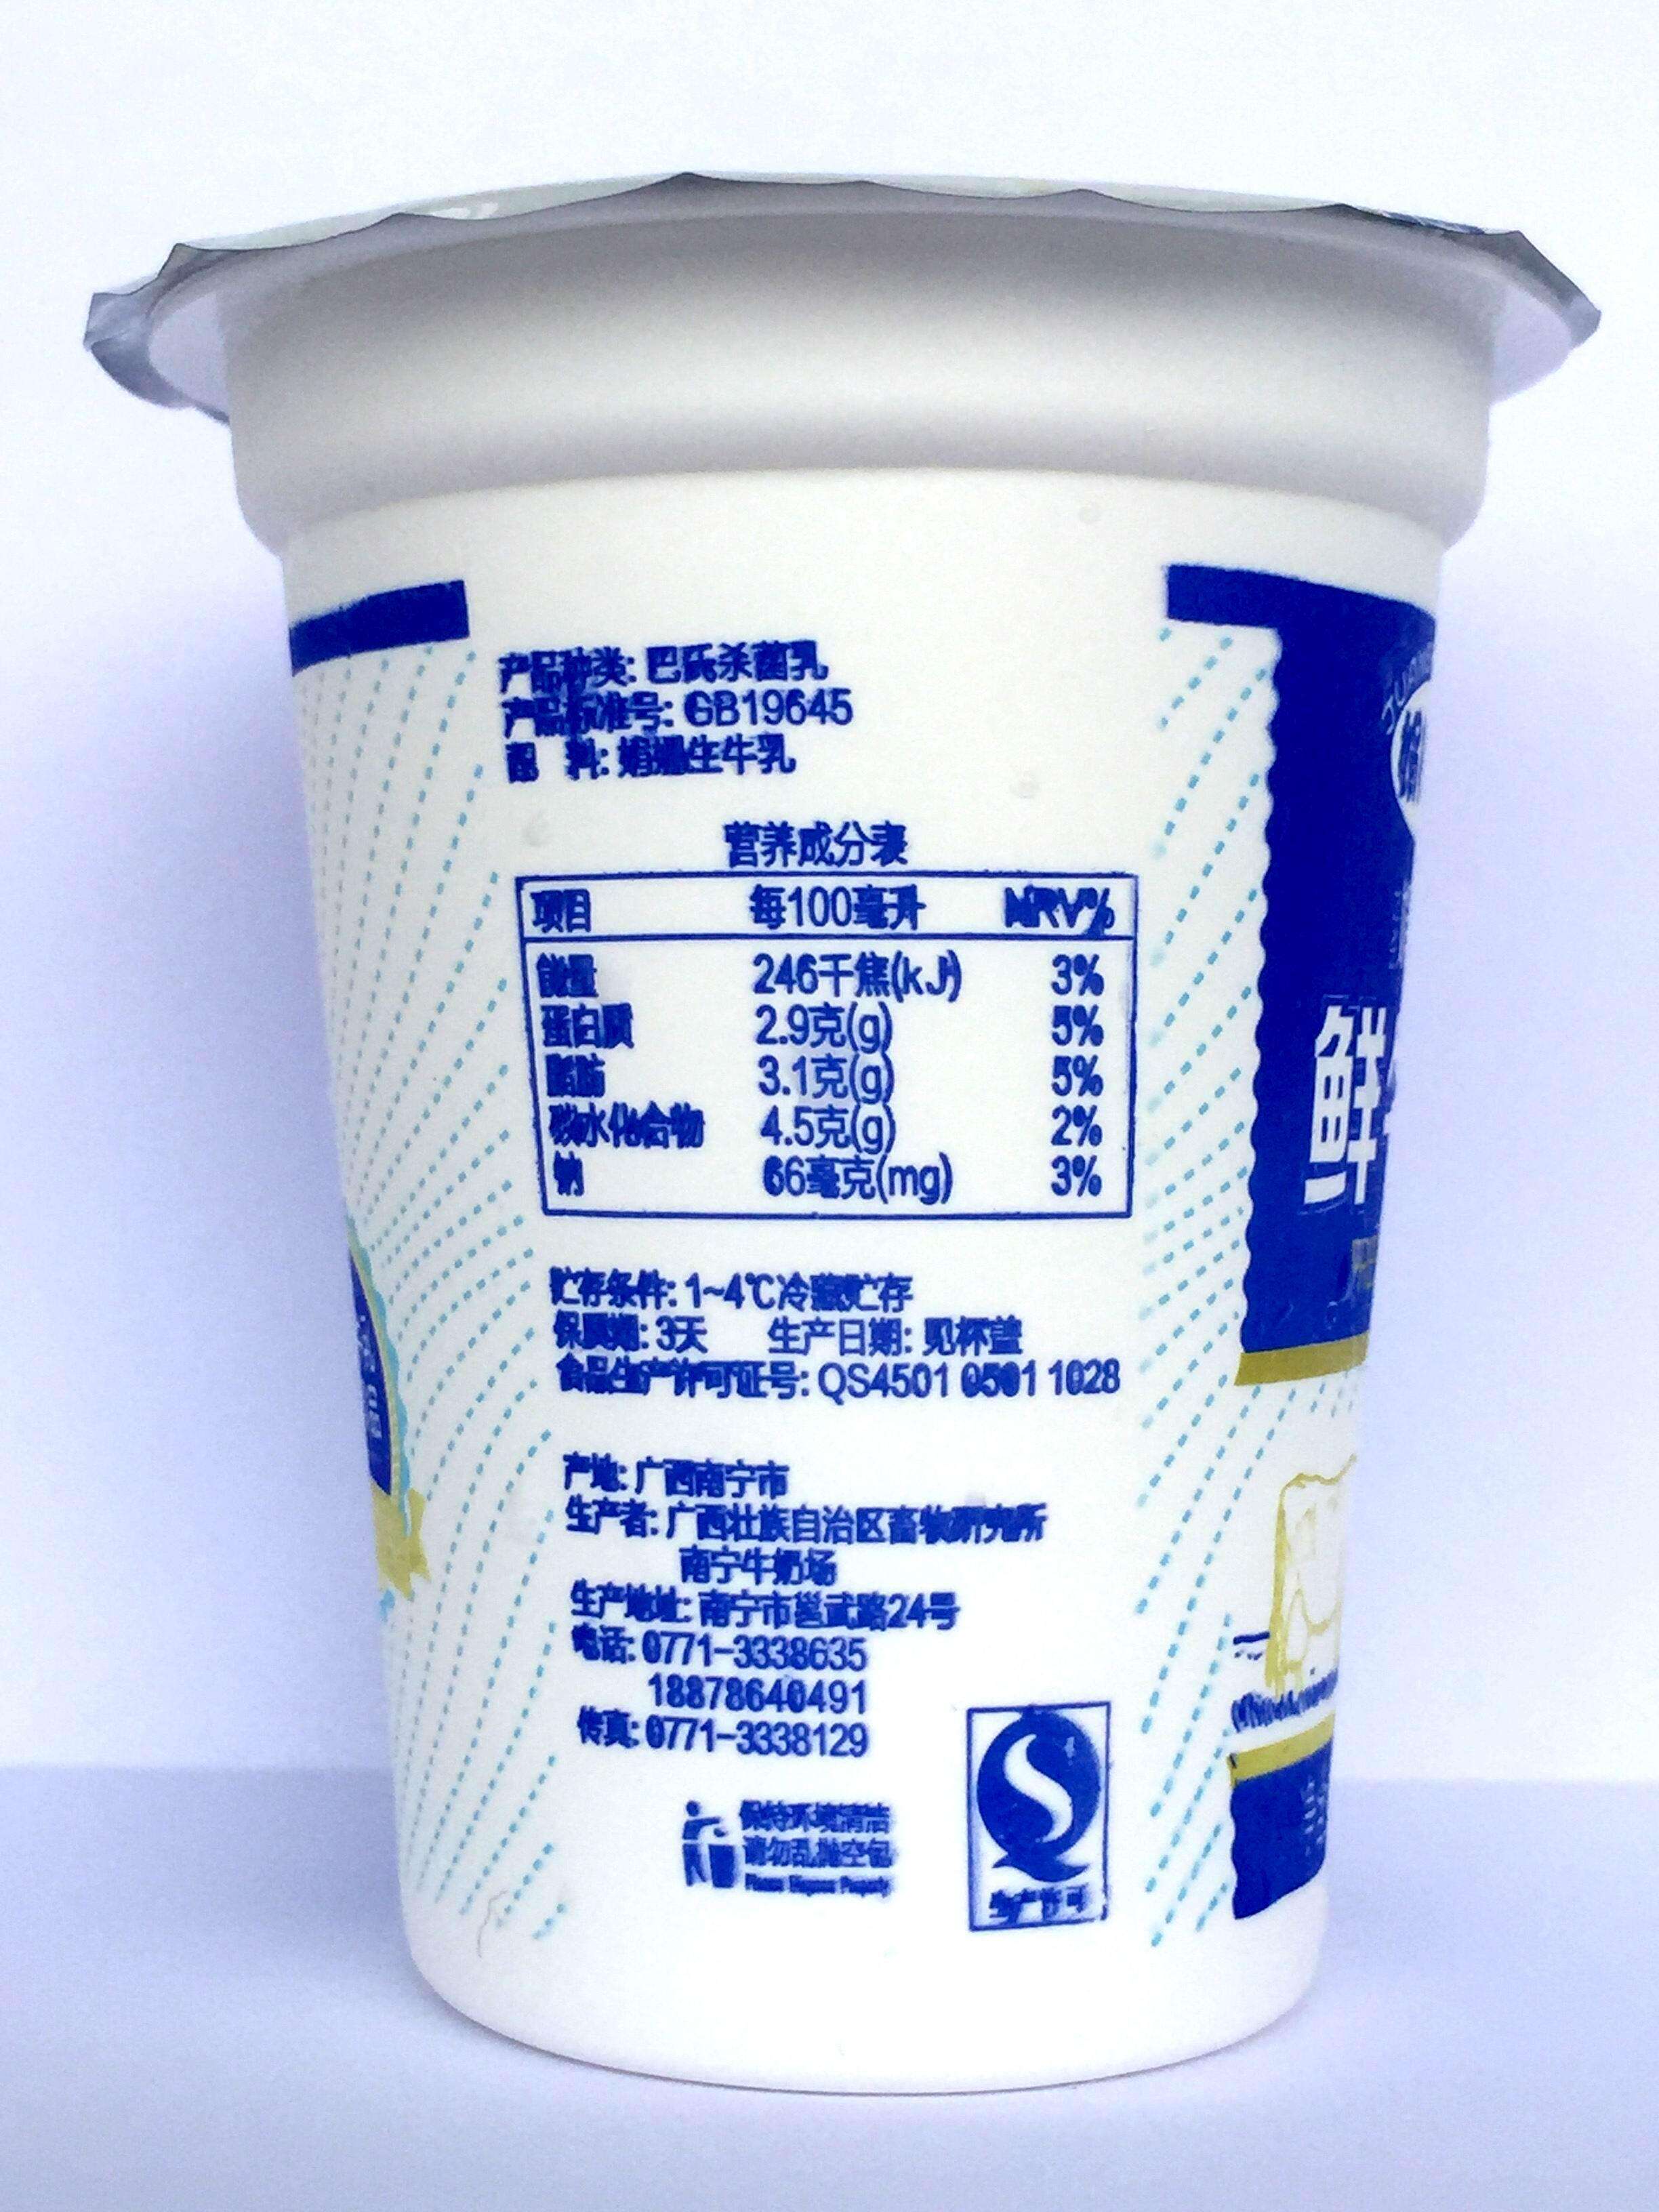 产品种类: 巴氏杀菌乳
产品标准号: GB19645
配 料: 娟姗生牛乳
营养成分表
项目 每100毫升 NRV%
能量 246千焦(kJ) 3%
蛋白质 2.9克(g) 5%
脂肪 3.1克(g) 5%
碳水化合物 4.5克(g) 2%
钠 66毫克(mg) 3%
贮存条件: 1~4℃冷藏贮存
保质期: 3天 生产日期: 见杯盖
食品生产许可证号: QS4501 0501 1028
产地: 广西南宁市
生产者: 广西壮族自治区畜牧研究所
南宁牛奶场
生产地址: 南宁市邕武路24号
电话: 0771-3338635
18878640491
传真: 0771-3338129
保持环境清洁
请勿乱抛空包
生产许可
鲜